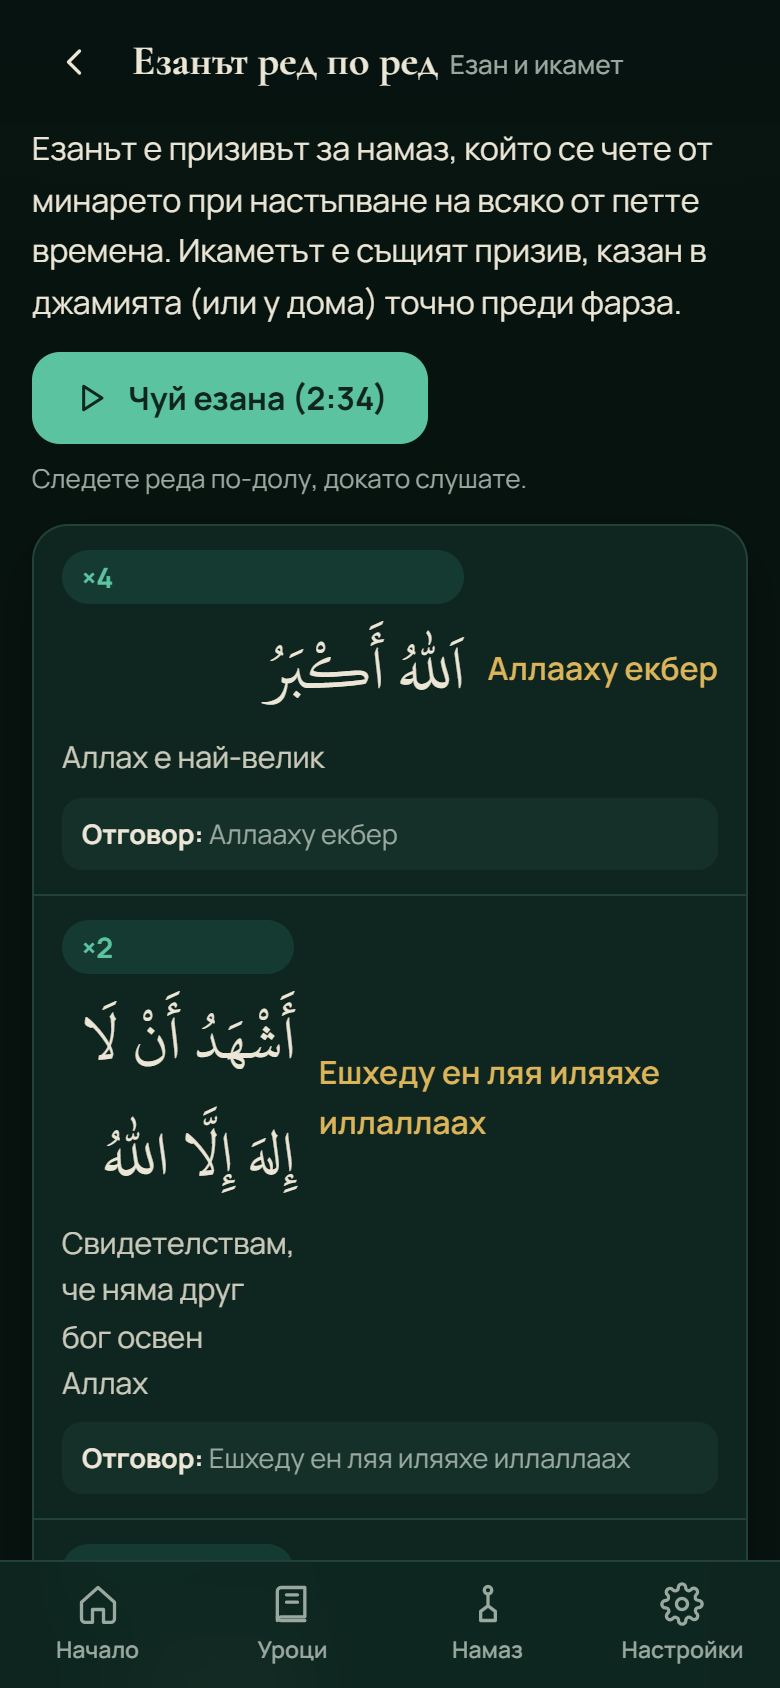 Езанът ред по ред Езан и икамет
Езанът е призивът за намаз, който се чете от
минарето при настъпване на всяко от петте
времена. Икаметът е същият призив, казан в
джамията (или у дома) точно преди фарза.
Чуй езана (2:34)
Следете реда по-долу, докато слушате.
×4
اَللّٰهُ أَكْبَرُ
Аллааху екбер
Аллах е най-велик
Отговор: Аллааху екбер
×2
أَشْهَدُ أَنْ لَا
إِلٰهَ إِلَّا اللّٰهُ
Ешхеду ен ляя иляяхе
иллаллаах
Свидетелствам,
че няма друг
бог освен
Аллах
Отговор: Ешхеду ен ляя иляяхе иллаллаах
Начало
Уроци
Намаз
Настройки